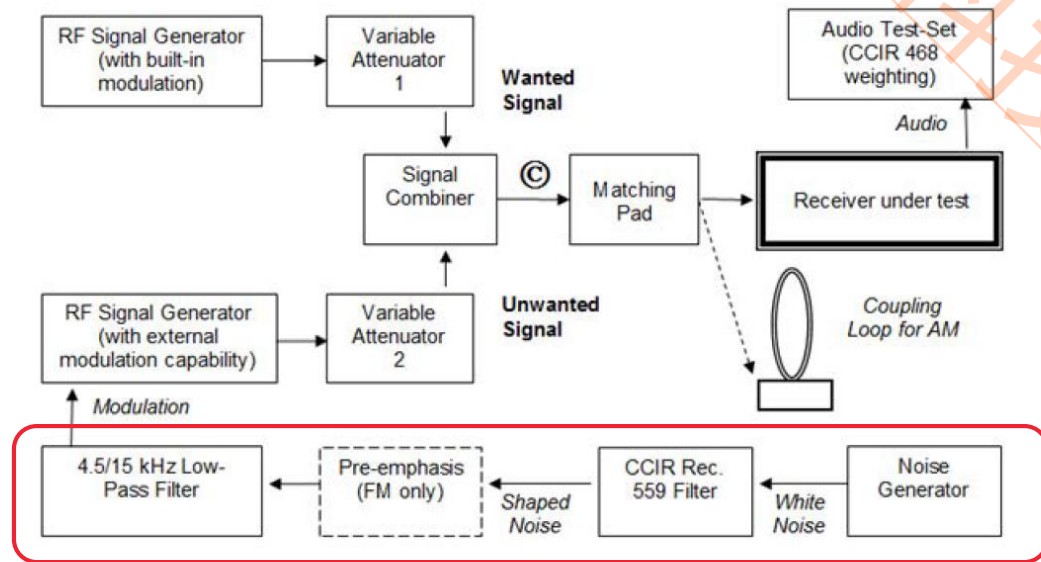 RF Signal Generator
(with built-in
modulation)
Variable
Attenuator
1
Wanted
Signal
Audio Test-Set
(CCIR 468
weighting)
Audio
Signal
Combiner
©
Matching
Pad
Receiver under test
RF Signal Generator
(with external
modulation capability)
Variable
Attenuator
2
Unwanted
Signal
Coupling
Loop for AM
Modulation
4.5/15 kHz Low-
Pass Filter
Pre-emphasis
(FM only)
Shaped
Noise
CCIR Rec.
559 Filter
White
Noise
Noise
Generator